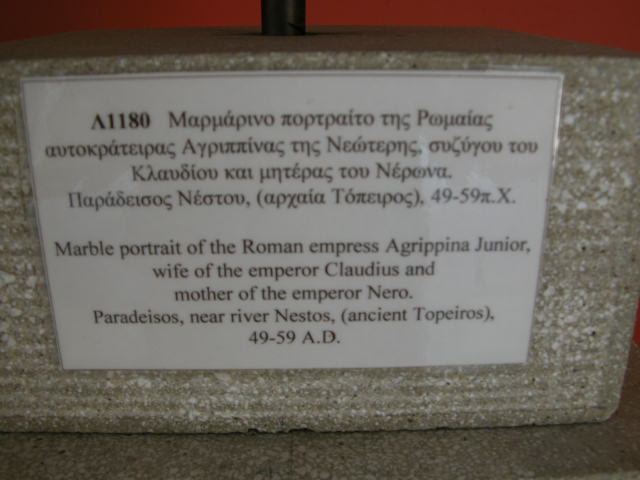 Λ1180 Μαρμάρινο πορτραίτο της Ρωμαίας
αυτοκράτειρας Αγριππίνας της Νεώτερης, συζύγου του
Κλαυδίου και μητέρας του Νέρωνα.
Παράδεισος Νέστου, (αρχαία Τόπειρος), 49-59π.Χ.
Marble portrait of the Roman empress Agrippina Junior,
wife of the emperor Claudius and
mother of the emperor Nero.
Paradeisos, near river Nestos, (ancient Topeiros),
49-59 A.D.